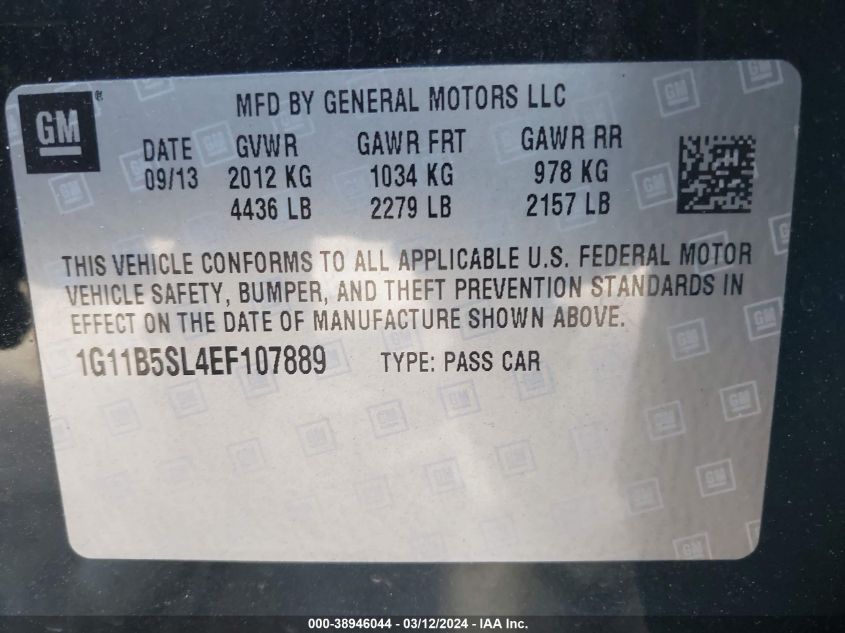 GM ®
MFD BY GENERAL MOTORS LLC
DATE GVWR GAWR FRT GAWR RR
09/13 2012 KG 1034 KG 978 KG
4436 LB 2279 LB 2157 LB
THIS VEHICLE CONFORMS TO ALL APPLICABLE U.S. FEDERAL MOTOR
VEHICLE SAFETY, BUMPER, AND THEFT PREVENTION STANDARDS IN
EFFECT ON THE DATE OF MANUFACTURE SHOWN ABOVE.
1G11B5SL4EF107889 TYPE: PASS CAR
000-38946044 - 03/12/2024 - IAA Inc.